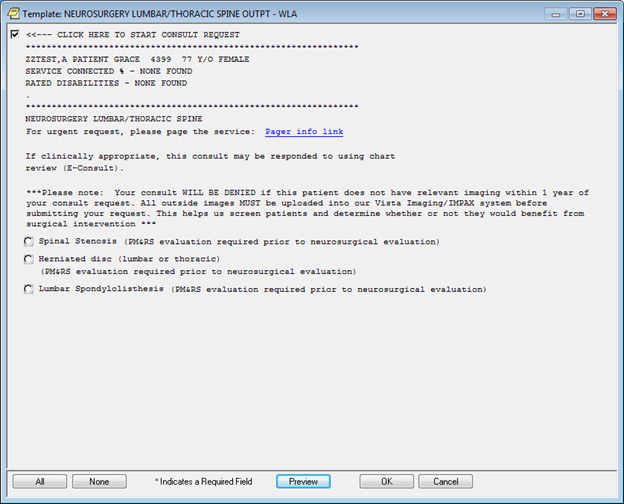 Template: NEUROSURGERY LUMBAR/THORACIC SPINE OUTPT - WLA
<<--- CLICK HERE TO START CONSULT REQUEST
*****************************************************************
ZZTEST,A PATIENT GRACE  4399  77 Y/O FEMALE
SERVICE CONNECTED % - NONE FOUND
RATED DISABILITIES - NONE FOUND
.
*****************************************************************
NEUROSURGERY LUMBAR/THORACIC SPINE
For urgent request, please page the service:  Pager info link
If clinically appropriate, this consult may be responded to using chart
review (E-Consult).
***Please note:  Your consult WILL BE DENIED if this patient does not have relevant imaging within 1 year of
your consult request. All outside images MUST be uploaded into our Vista Imaging/IMPAX system before
submitting your request. This helps us screen patients and determine whether or not they would benefit from
surgical intervention ***
Spinal Stenosis (PM&RS evaluation required prior to neurosurgical evaluation)
Herniated disc (lumbar or thoracic)
(PM&RS evaluation required prior to neurosurgical evaluation)
Lumbar Spondylolisthesis (PM&RS evaluation required prior to neurosurgical evaluation)
All None * Indicates a Required Field Preview OK Cancel